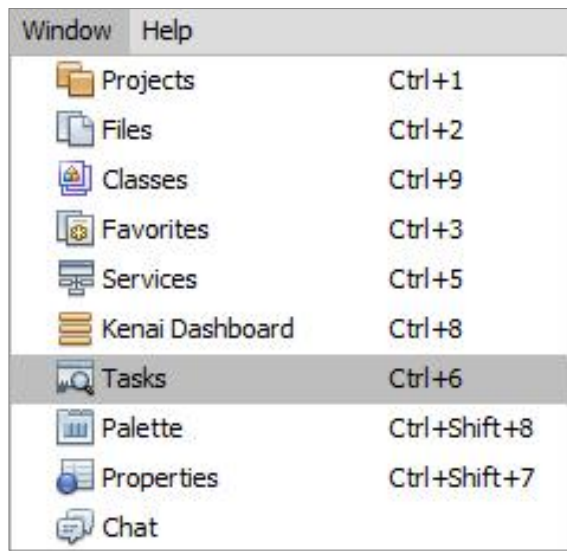 Window Help
Projects Ctrl+1
Files Ctrl+2
Classes Ctrl+9
Favorites Ctrl+3
Services Ctrl+5
Kenai Dashboard Ctrl+8
Tasks Ctrl+6
Palette Ctrl+Shift+8
Properties Ctrl+Shift+7
Chat